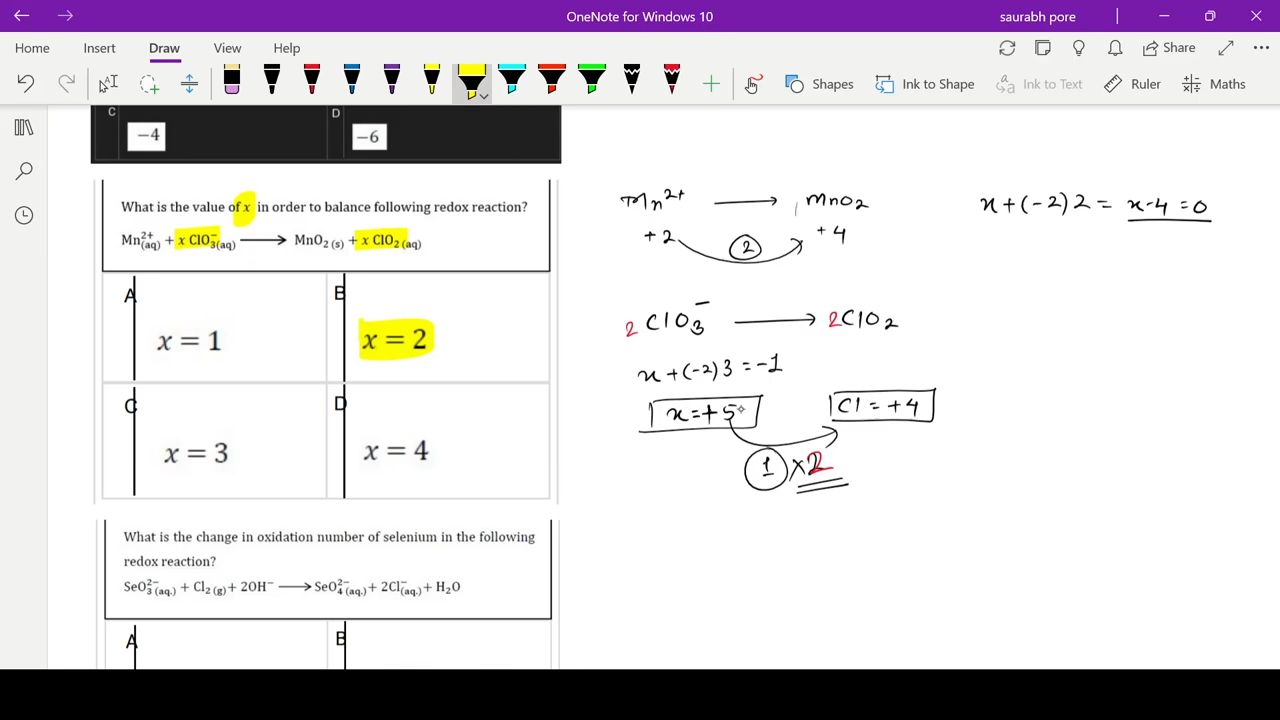 OneNote for Windows 10
saurabh pore
Home Insert Draw View Help
Share
Shapes Ink to Shape Ink to Text Ruler Maths
C −4 D −6
What is the value of x in order to balance following redox reaction?
Mn²⁺(aq) + x ClO₃⁻(aq) ⟶ MnO₂ (s) + x ClO₂ (aq)
A x = 1 B x = 2
C x = 3 D x = 4
What is the change in oxidation number of selenium in the following
redox reaction?
SeO₃²⁻(aq.) + Cl₂ (g) + 2OH⁻ ⟶ SeO₄²⁻(aq.) + 2Cl⁻(aq.) + H₂O
A B
Mn²⁺ ⟶ MnO₂
+2 ② +4
x+(-2)2 = x-4=0
2ClO₃⁻ ⟶ 2ClO₂
x+(-2)3 = -1
x=+5 Cl = +4
① ×2